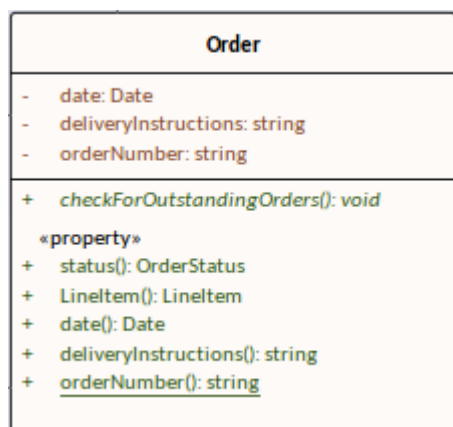 Order
- date: Date
- deliveryInstructions: string
- orderNumber: string
+ checkForOutstandingOrders(): void
«property»
+ status(): OrderStatus
+ LineItem(): LineItem
+ date(): Date
+ deliveryInstructions(): string
+ orderNumber(): string